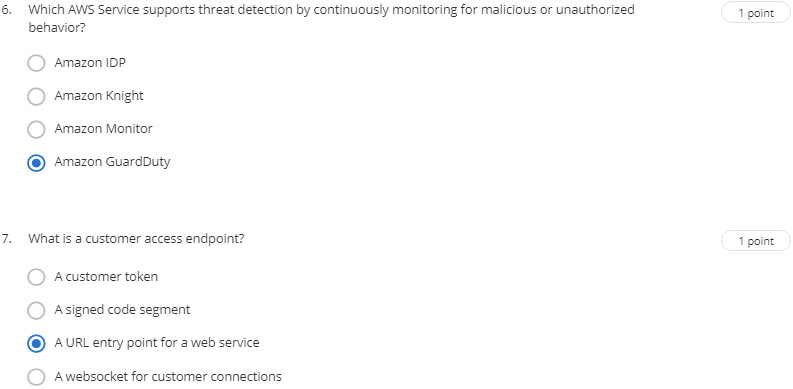 6. Which AWS Service supports threat detection by continuously monitoring for malicious or unauthorized 1 point
behavior?
Amazon IDP
Amazon Knight
Amazon Monitor
Amazon GuardDuty
7. What is a customer access endpoint? 1 point
A customer token
A signed code segment
A URL entry point for a web service
A websocket for customer connections